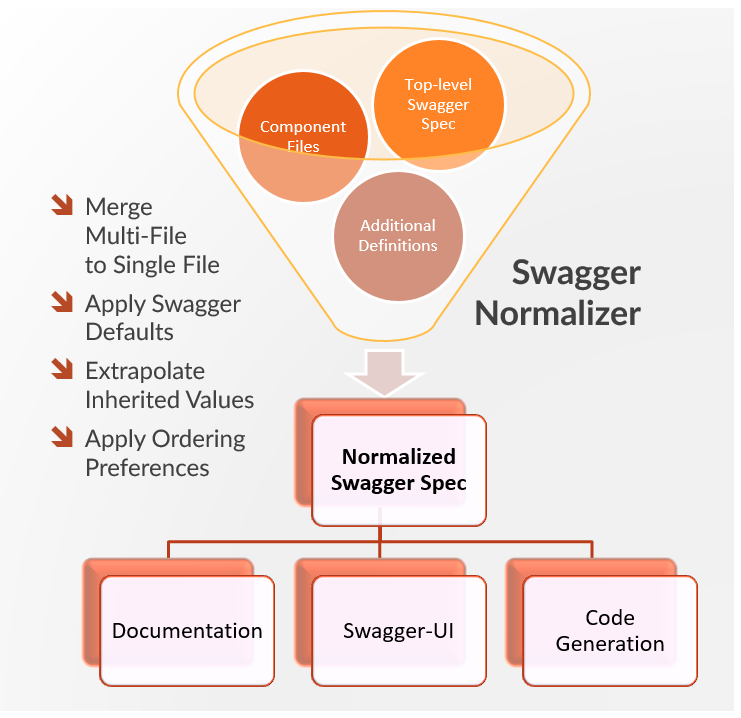 Top-level
Swagger
Spec
Component
Files
Additional
Definitions
Swagger
Normalizer
Merge
Multi-File
to Single File
Apply Swagger
Defaults
Extrapolate
Inherited Values
Apply Ordering
Preferences
Normalized
Swagger Spec
Documentation
Swagger-UI
Code
Generation